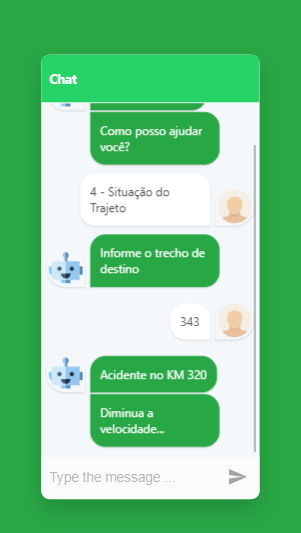 Chat
Como posso ajudar
você?
4 - Situação do
Trajeto
Informe o trecho de
destino
343
Acidente no KM 320
Diminua a
velocidade...
Type the message ...